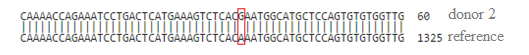 CAAAACCAGAAATCCTGACTCATGAAAGTCTCACGAATGGCATGCTCCAGTGTGTGGTTG 60 donor 2
||||||||||||||||||||||||||||||||||| ||||||||||||||||||||||||
CAAAACCAGAAATCCTGACTCATGAAAGTCTCACAAATGGCATGCTCCAGTGTGTGGTTG 1325 reference